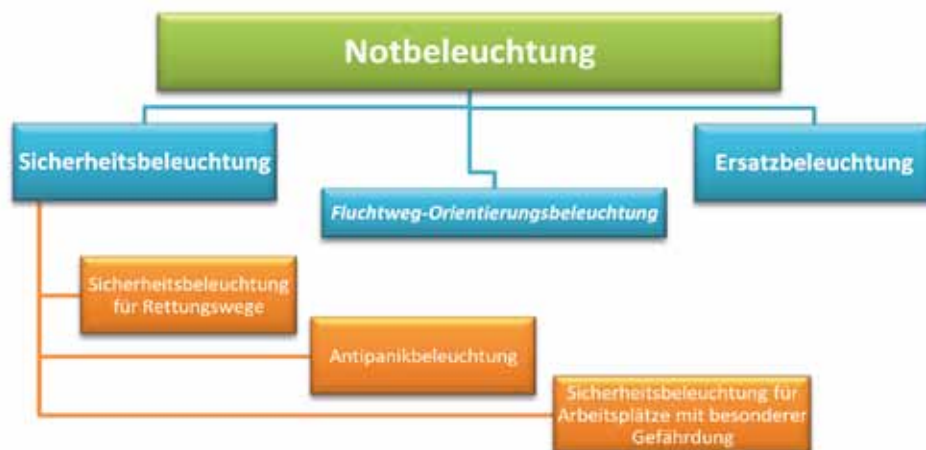 Notbeleuchtung
Sicherheitsbeleuchtung
Fluchtweg-Orientierungsbeleuchtung
Ersatzbeleuchtung
Sicherheitsbeleuchtung
für Rettungswege
Antipanikbeleuchtung
Sicherheitsbeleuchtung für
Arbeitsplätze mit besonderer
Gefährdung